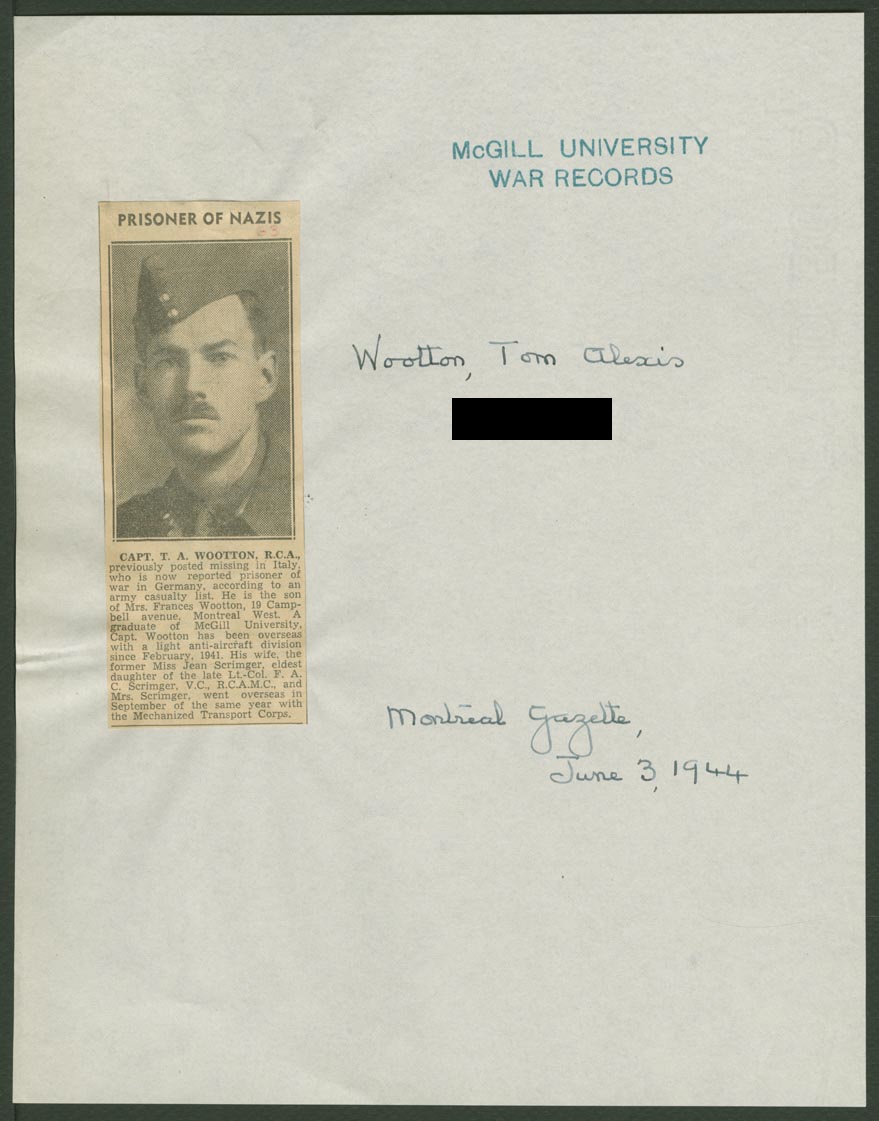 McGILL UNIVERSITY
WAR RECORDS
PRISONER OF NAZIS
63
CAPT. T. A. WOOTTON, R.C.A.,
previously posted missing in Italy,
who is now reported prisoner of
war in Germany, according to an
army casualty list. He is the son
of Mrs. Frances Wootton, 19 Camp-
bell avenue, Montreal West. A
graduate of McGill University,
Capt. Wootton has been overseas
with a light anti-aircraft division
since February, 1941. His wife, the
former Miss Jean Scrimger, eldest
daughter of the late Lt.-Col. F. A.
C. Scrimger, V.C., R.C.A.M.C., and
Mrs. Scrimger, went overseas in
September of the same year with
the Mechanized Transport Corps.
Wootton, Tom Alexis
Montreal Gazette,
June 3, 1944